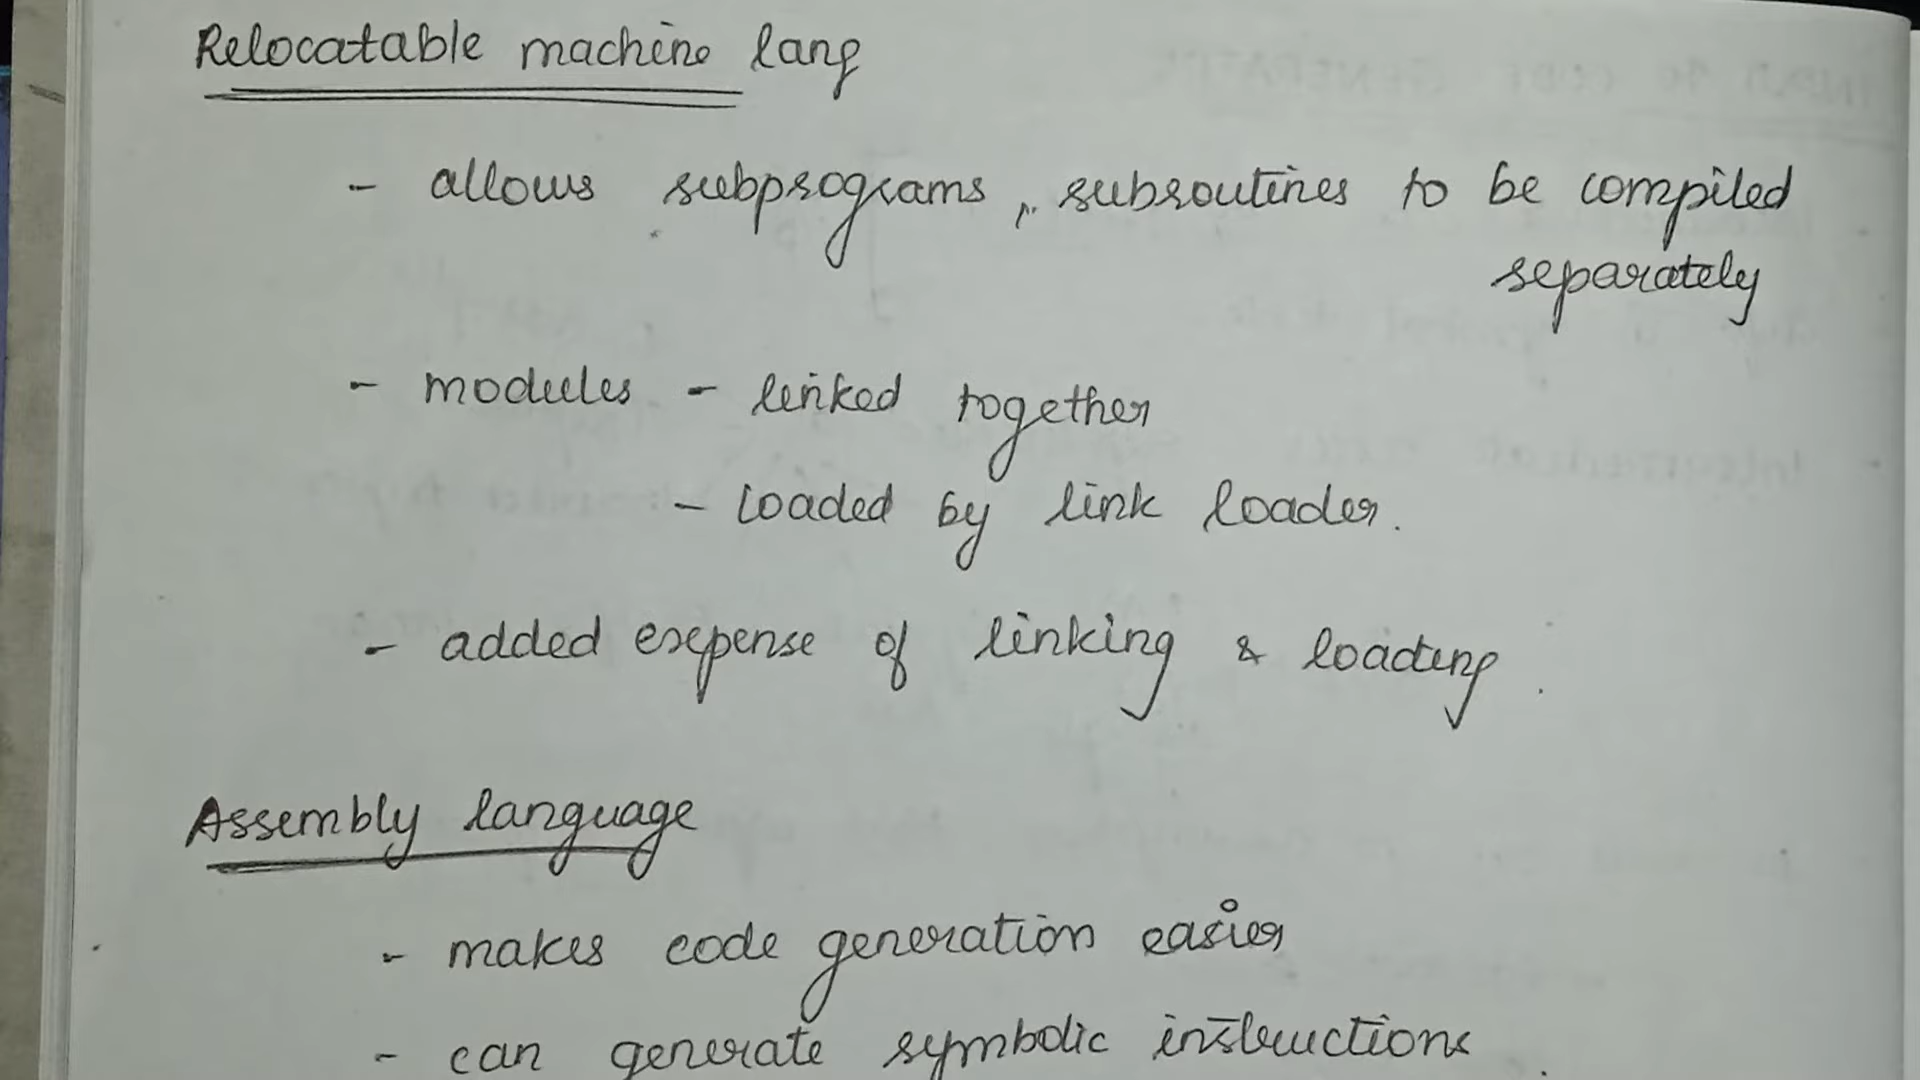 Relocatable machine lang
- allows subprograms, subroutines to be compiled
separately
- modules - linked together
- loaded by link loader.
- added expense of linking & loading.
Assembly language
- makes code generation easier
- can generate symbolic instructions